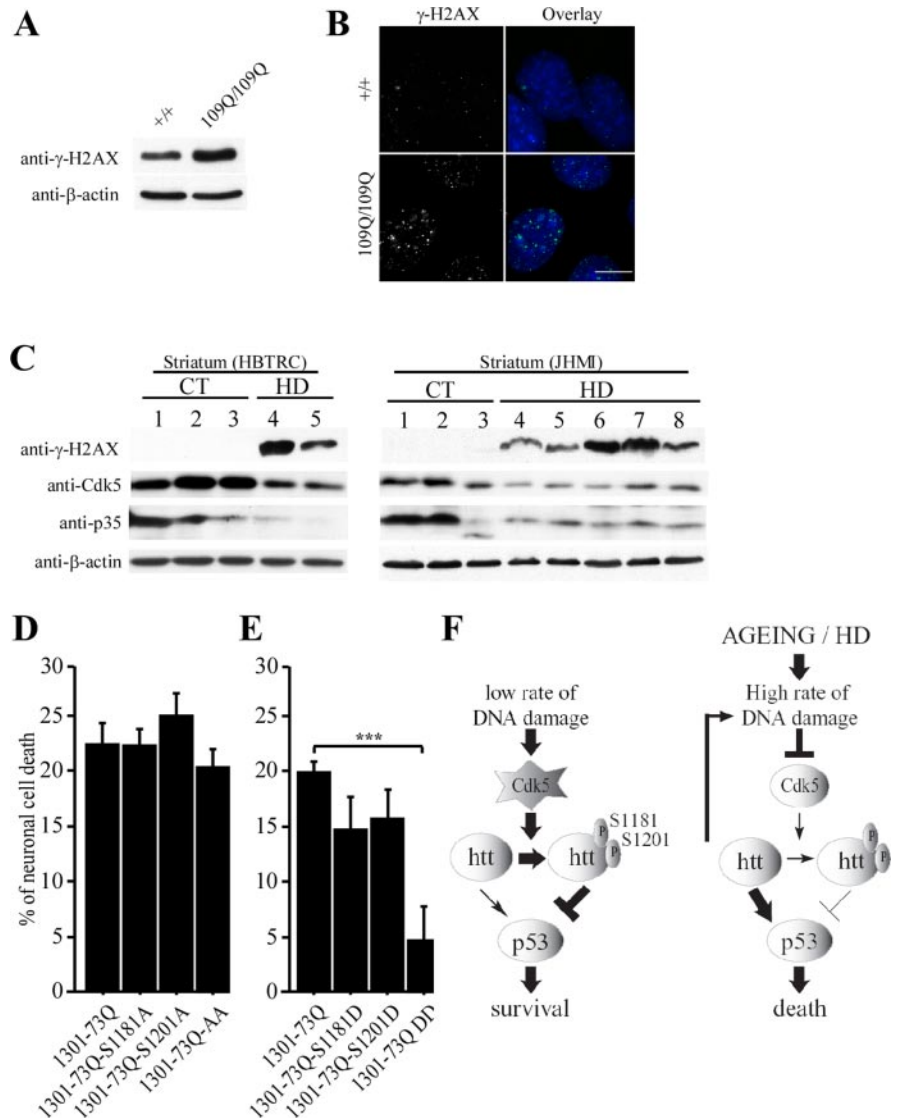 A
+/+
109Q/109Q
anti-γ-H2AX
anti-β-actin
B
γ-H2AX Overlay
+/+
109Q/109Q
C
Striatum (HBTRC)
CT HD
1 2 3 4 5
Striatum (JHMI)
CT HD
1 2 3 4 5 6 7 8
anti-γ-H2AX
anti-Cdk5
anti-p35
anti-β-actin
D
% of neuronal cell death
30
25
20
15
10
5
0
1301-73Q
1301-73Q-S1181A
1301-73Q-S1201A
1301-73Q-AA
E
30
25
20
15
10
5
0
***
1301-73Q
1301-73Q-S1181D
1301-73Q-S1201D
1301-73Q DD
F
low rate of
DNA damage
Cdk5
htt
htt
P
P
S1181
S1201
p53
survival
AGEING / HD
High rate of
DNA damage
Cdk5
htt
htt
P
P
p53
death